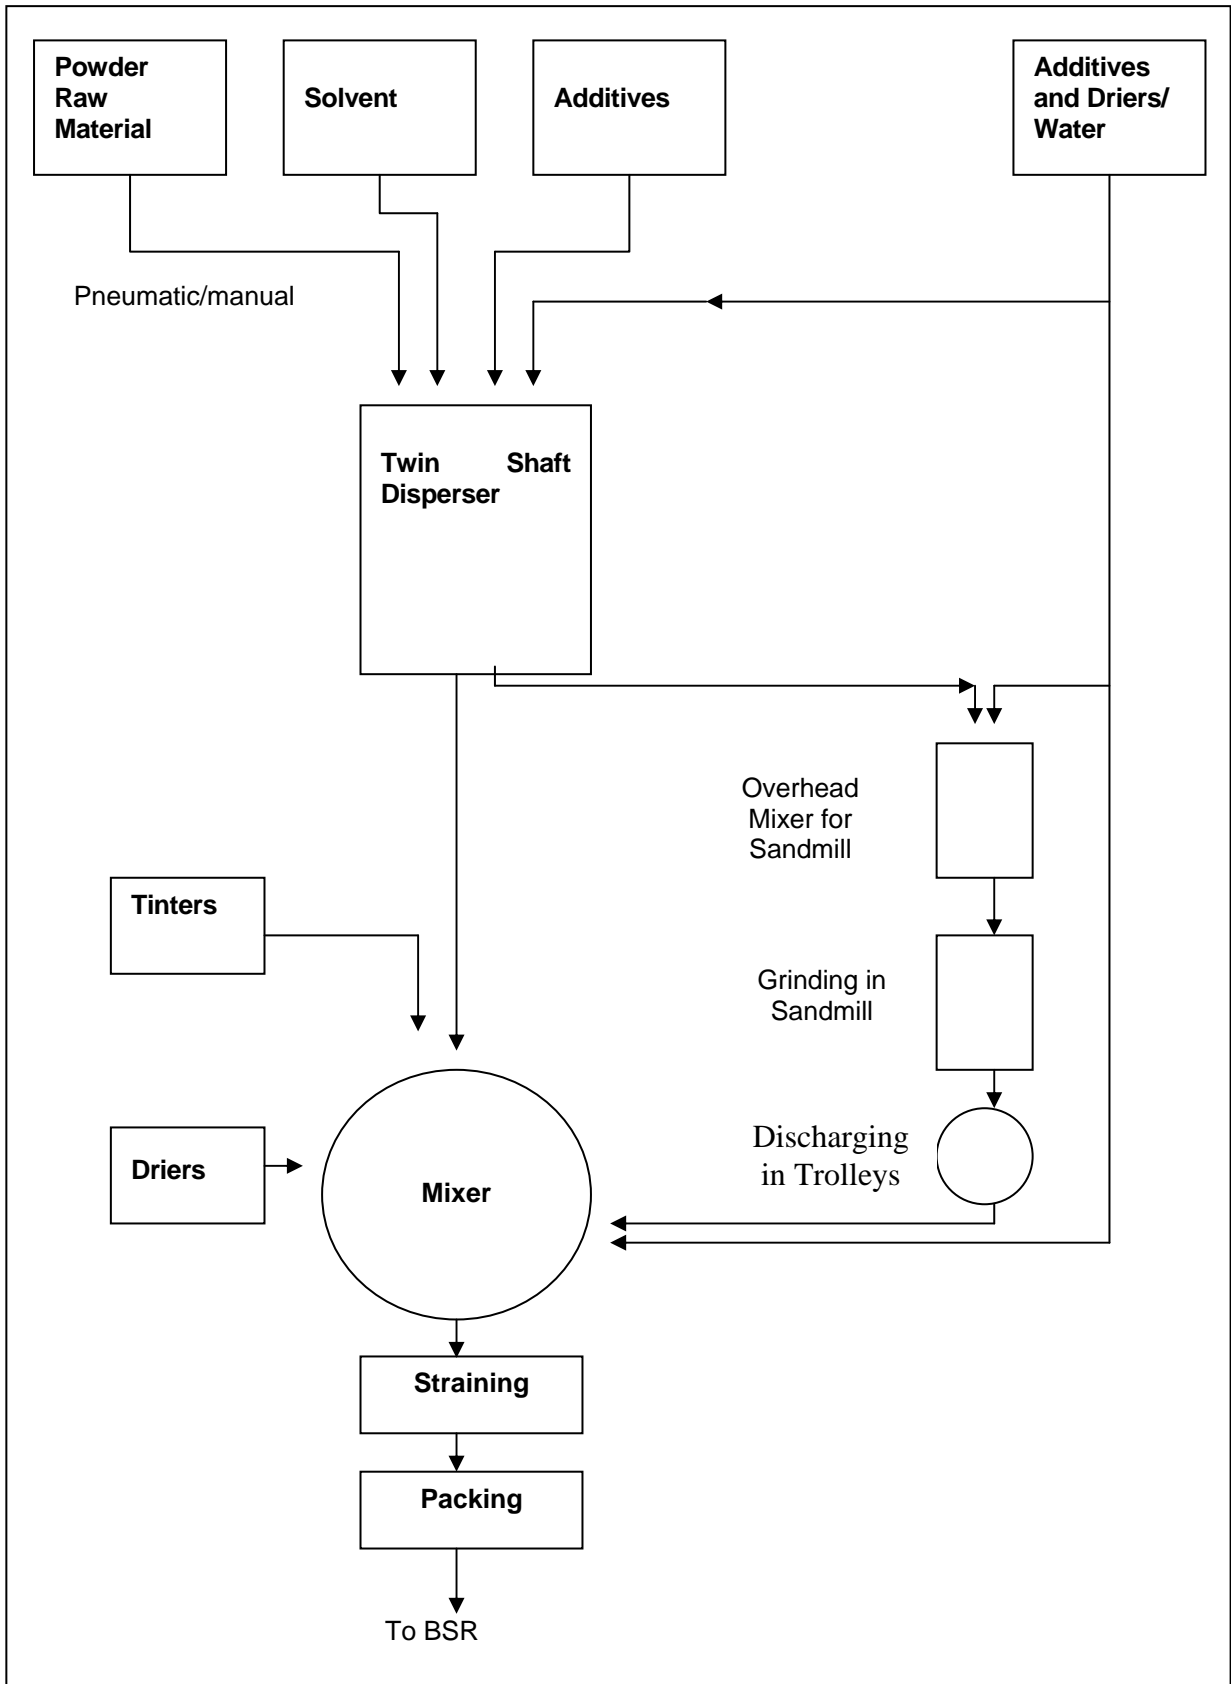 Powder
Raw
Material
Solvent
Additives
Additives
and Driers/
Water
Pneumatic/manual
Twin Shaft
Disperser
Overhead
Mixer for
Sandmill
Tinters
Grinding in
Sandmill
Discharging
in Trolleys
Driers
Mixer
Straining
Packing
To BSR